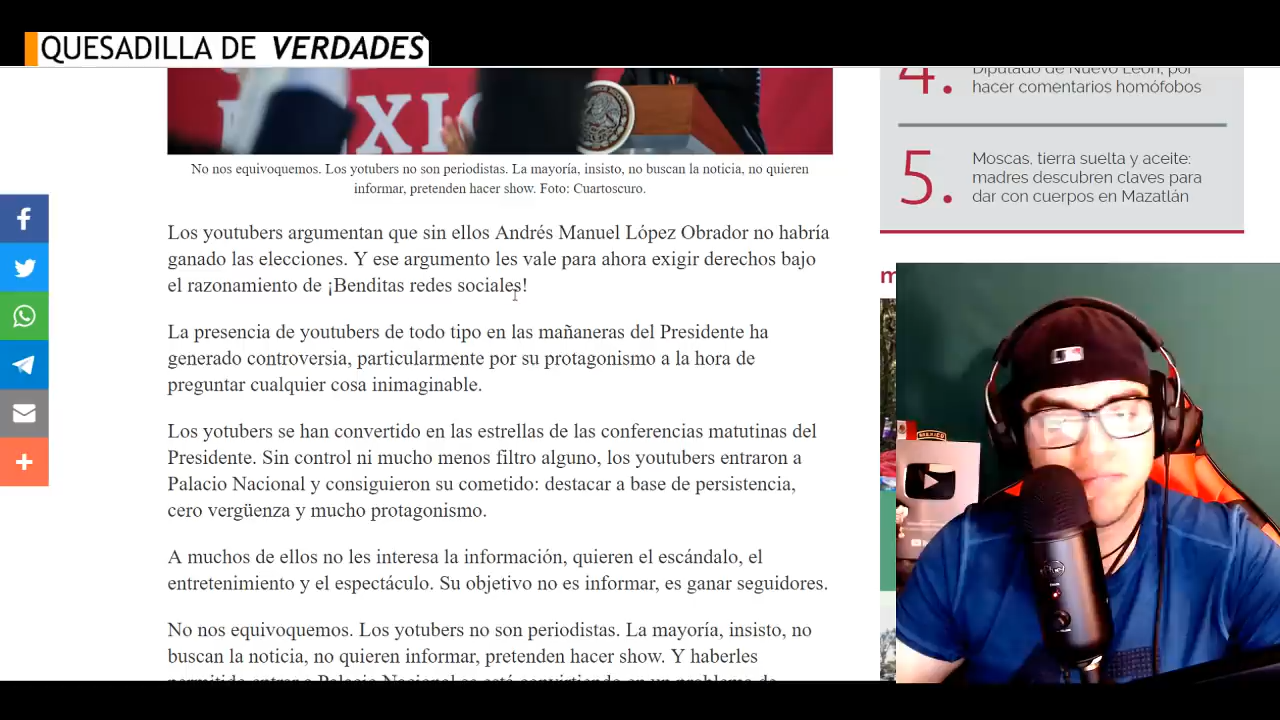 QUESADILLA DE VERDADES
MÉXICO
No nos equivoquemos. Los yotubers no son periodistas. La mayoría, insisto, no buscan la noticia, no quieren
informar, pretenden hacer show. Foto: Cuartoscuro.
Los youtubers argumentan que sin ellos Andrés Manuel López Obrador no habría
ganado las elecciones. Y ese argumento les vale para ahora exigir derechos bajo
el razonamiento de ¡Benditas redes sociales!
La presencia de youtubers de todo tipo en las mañaneras del Presidente ha
generado controversia, particularmente por su protagonismo a la hora de
preguntar cualquier cosa inimaginable.
Los yotubers se han convertido en las estrellas de las conferencias matutinas del
Presidente. Sin control ni mucho menos filtro alguno, los youtubers entraron a
Palacio Nacional y consiguieron su cometido: destacar a base de persistencia,
cero vergüenza y mucho protagonismo.
A muchos de ellos no les interesa la información, quieren el escándalo, el
entretenimiento y el espectáculo. Su objetivo no es informar, es ganar seguidores.
No nos equivoquemos. Los yotubers no son periodistas. La mayoría, insisto, no
buscan la noticia, no quieren informar, pretenden hacer show. Y haberles
4. Diputado de Nuevo León, por
hacer comentarios homófobos
5. Moscas, tierra suelta y aceite:
madres descubren claves para
dar con cuerpos en Mazatlán
m